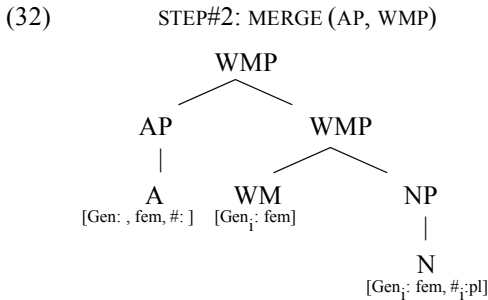 (32) STEP#2: MERGE (AP, WMP)
WMP
AP WMP
A WM NP
[Gen: , fem, #: ] [Genᵢ: fem]
N
[Genᵢ: fem, #ᵢ:pl]